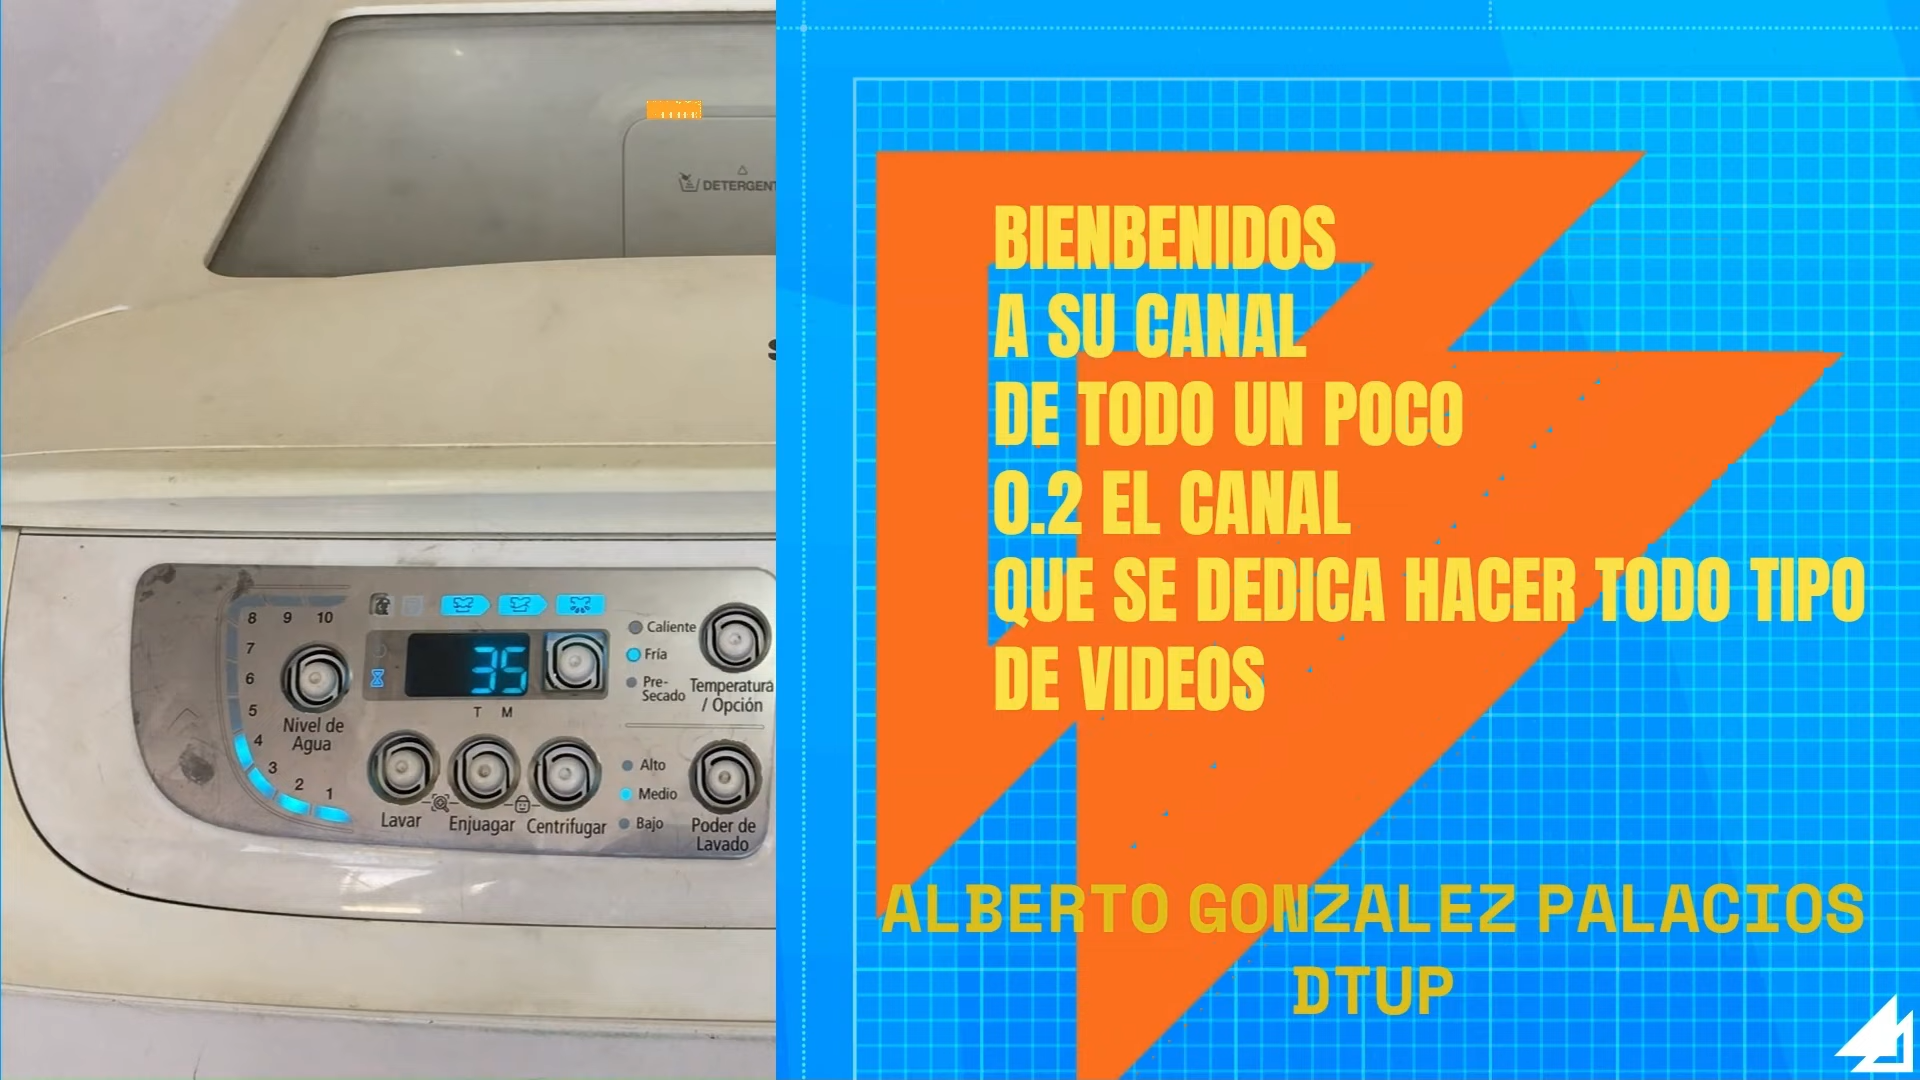 DETERGENT
S
8 9 10
7
6
5
4
3
2
1
Nivel de
Agua
35
T M
Caliente
Fría
Pre-
Secado
Temperatura
/ Opción
Lavar
Enjuagar
Centrifugar
Alto
Medio
Bajo
Poder de
Lavado
BIENBENIDOS
A SU CANAL
DE TODO UN POCO
0.2 EL CANAL
QUE SE DEDICA HACER TODO TIPO
DE VIDEOS
ALBERTO GONZALEZ PALACIOS
DTUP